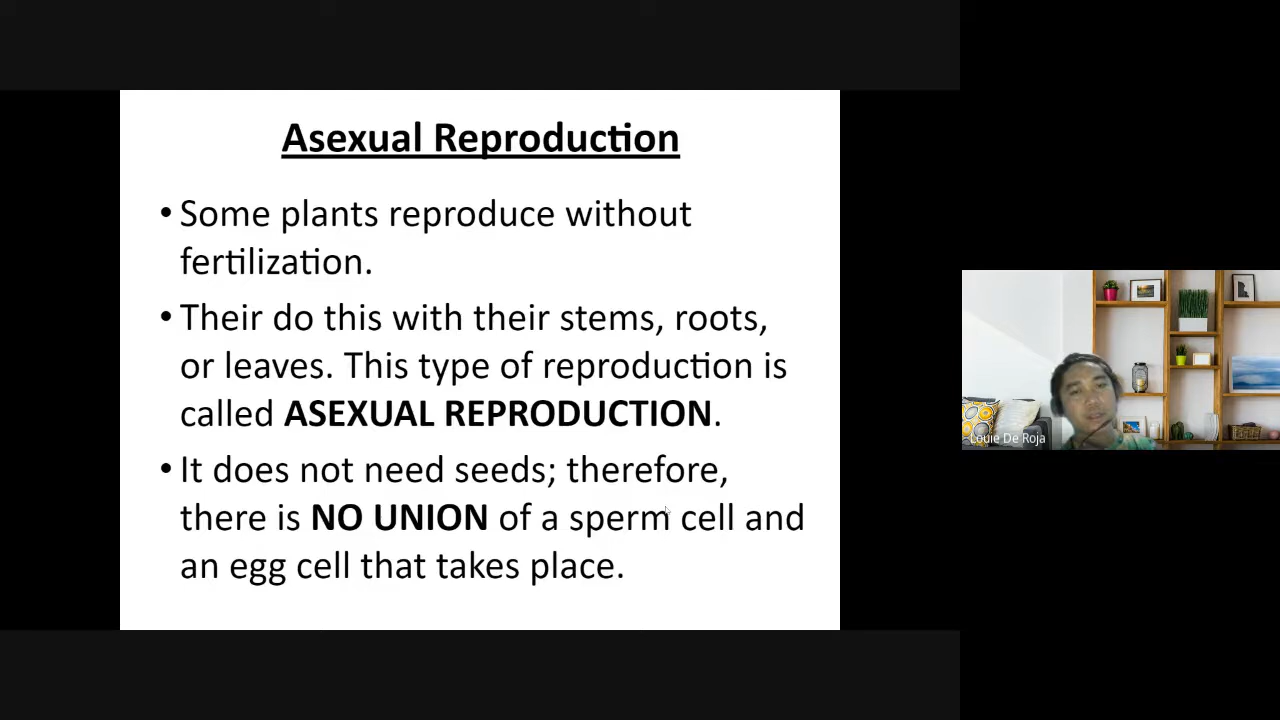 Asexual Reproduction
• Some plants reproduce without
fertilization.
• Their do this with their stems, roots,
or leaves. This type of reproduction is
called ASEXUAL REPRODUCTION.
• It does not need seeds; therefore,
there is NO UNION of a sperm cell and
an egg cell that takes place.
Louie De Roja